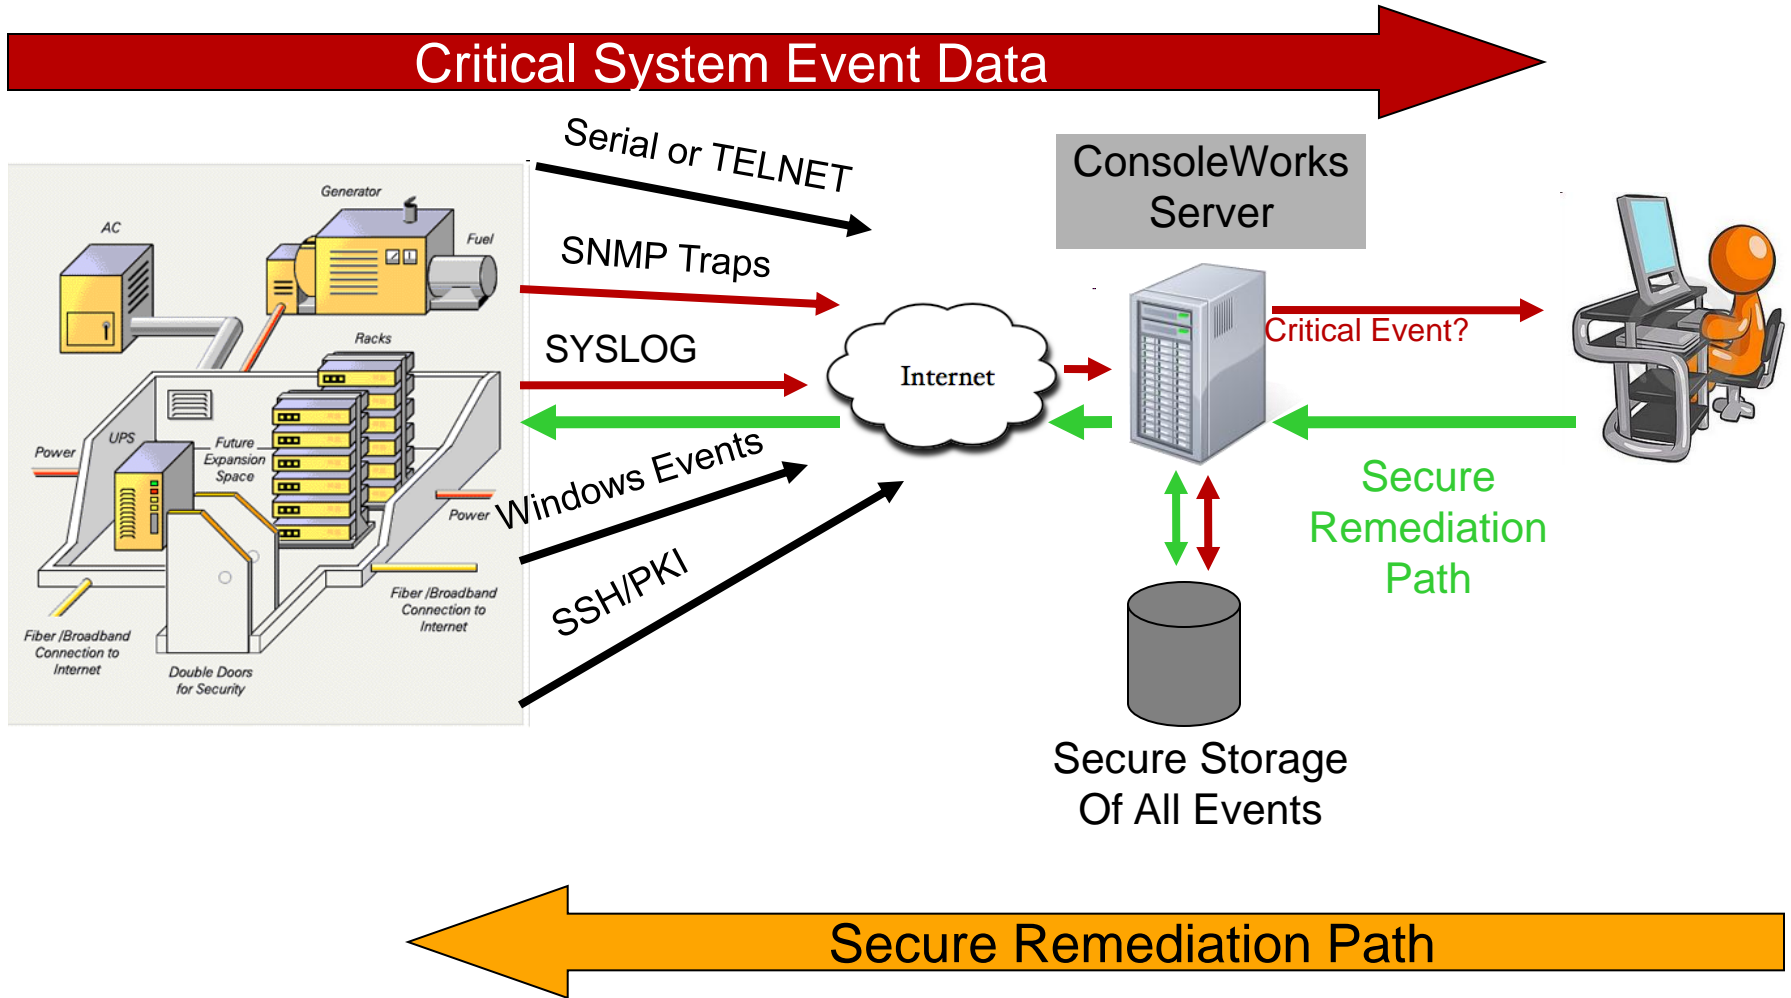 Critical System Event Data
Serial or TELNET
SNMP Traps
SYSLOG
Windows Events
SSH/PKI
Generator
AC
Fuel
Racks
UPS
Future
Expansion
Space
Power
Power
Fiber /Broadband
Connection to
Internet
Fiber /Broadband
Connection to
Internet
Double Doors
for Security
Internet
ConsoleWorks
Server
Critical Event?
Secure
Remediation
Path
Secure Storage
Of All Events
Secure Remediation Path